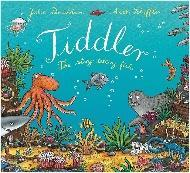 Julia Donaldson Axel Scheffler
Tiddler
The story-telling fish